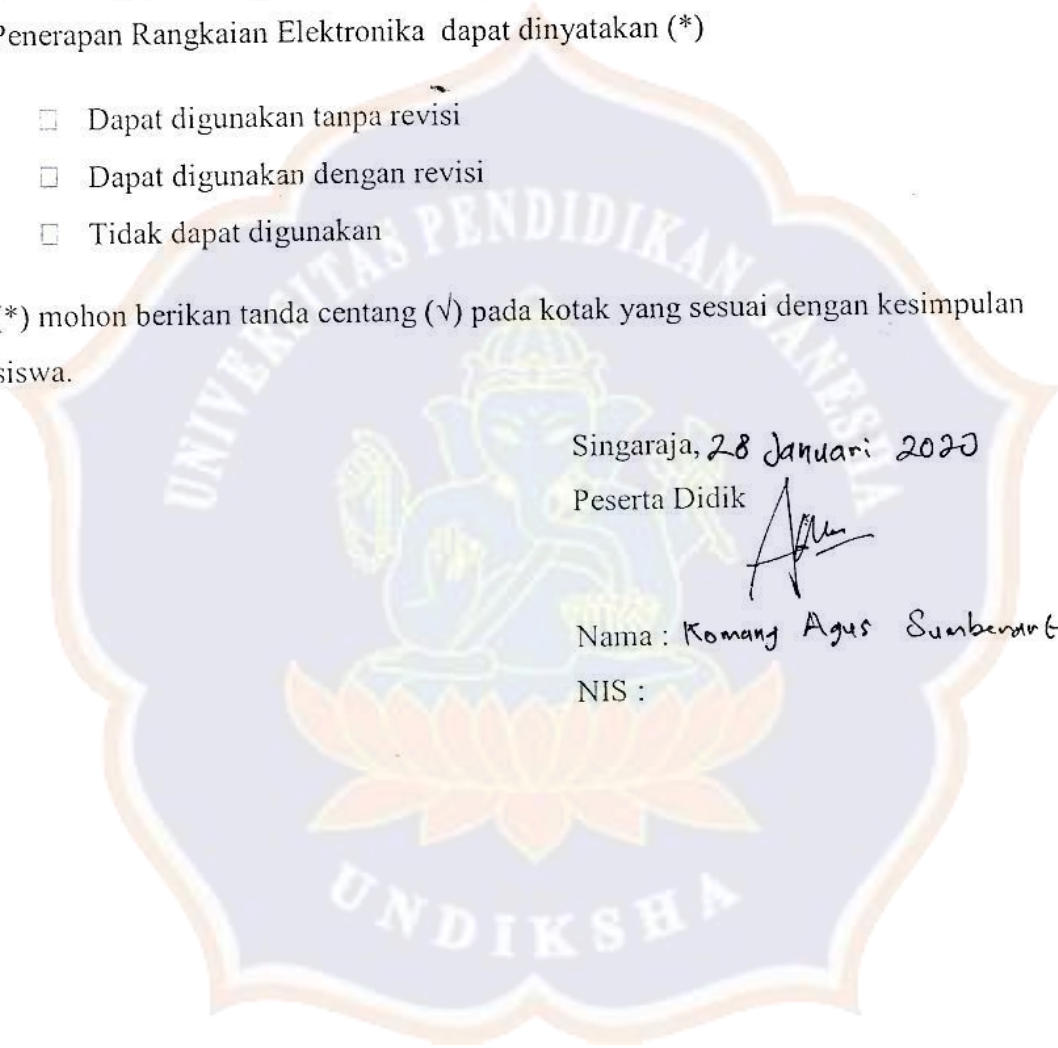 Penerapan Rangkaian Elektronika dapat dinyatakan (*)
□ Dapat digunakan tanpa revisi
□ Dapat digunakan dengan revisi
□ Tidak dapat digunakan
(*) mohon berikan tanda centang (√) pada kotak yang sesuai dengan kesimpulan
siswa.
Singaraja, 28 Januari 2020
Peserta Didik
Nama : Komang Agus
NIS :
UNIVERSITAS PENDIDIKAN GANESHA
UNDIKSHA